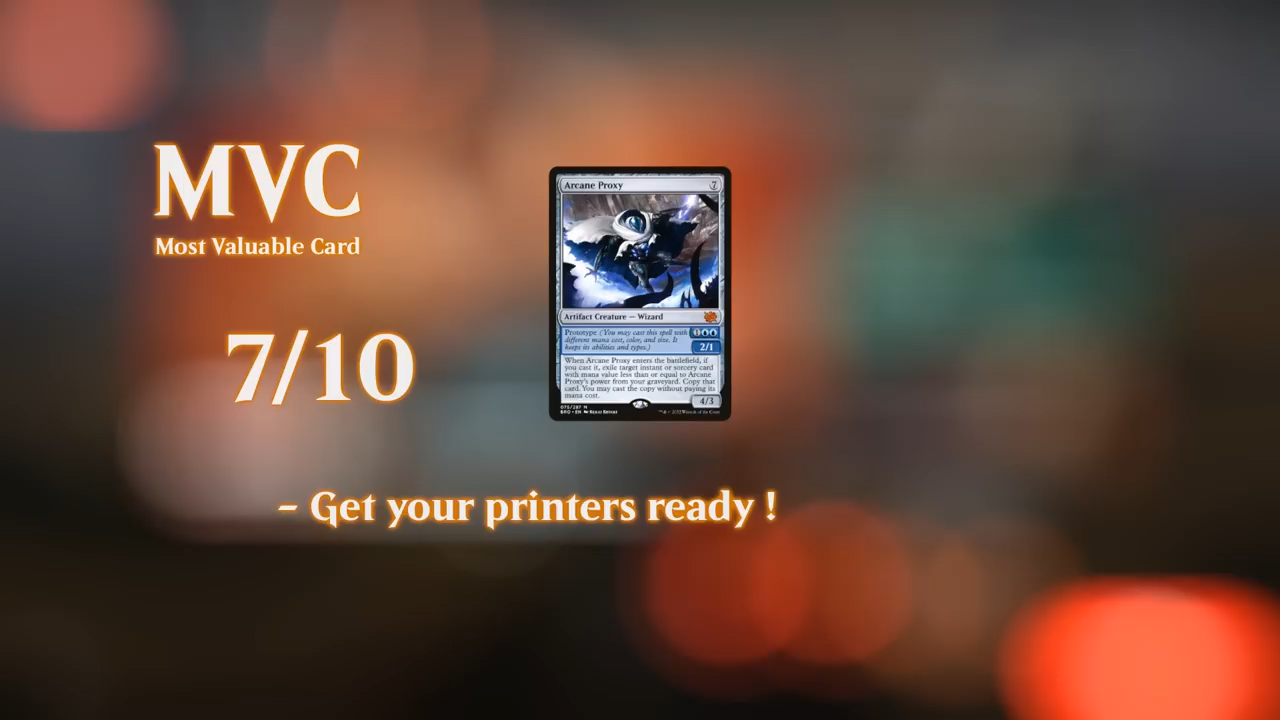 MVC
Most Valuable Card
7/10
Arcane Proxy 7
Artifact Creature — Wizard
Prototype (You may cast this spell with 1
different mana cost, color, and size. It
keeps its abilities and types.) 2/1
When Arcane Proxy enters the battlefield, if
you cast it, exile target instant or sorcery card
with mana value less than or equal to Arcane
Proxy's power from your graveyard. Copy that
card. You may cast the copy without paying its
mana cost.
4/3
– Get your printers ready !